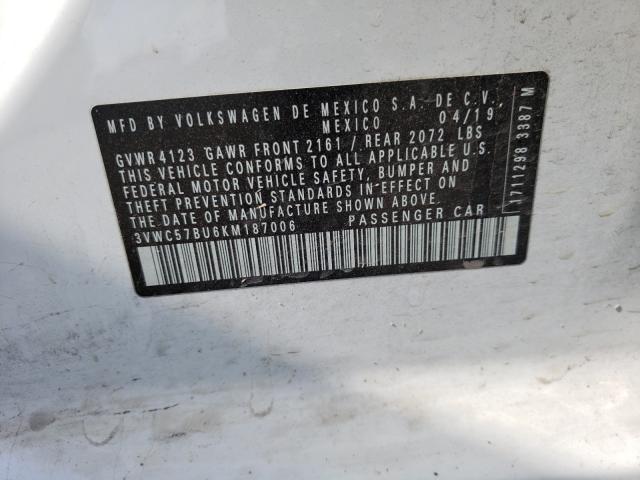 MFD BY VOLKSWAGEN DE MEXICO S.A. DE C.V.
MEXICO 04/19
GVWR4123 GAWR FRONT 2161 / REAR 2072 LBS
THIS VEHICLE CONFORMS TO ALL APPLICABLE U.S.
FEDERAL MOTOR VEHICLE SAFETY, BUMPER AND
THEFT PREVENTION STANDARDS IN EFFECT ON
THE DATE OF MANUFACTURE SHOWN ABOVE.
3VWC57BU6KM187006 PASSENGER CAR
1711298 3387 M